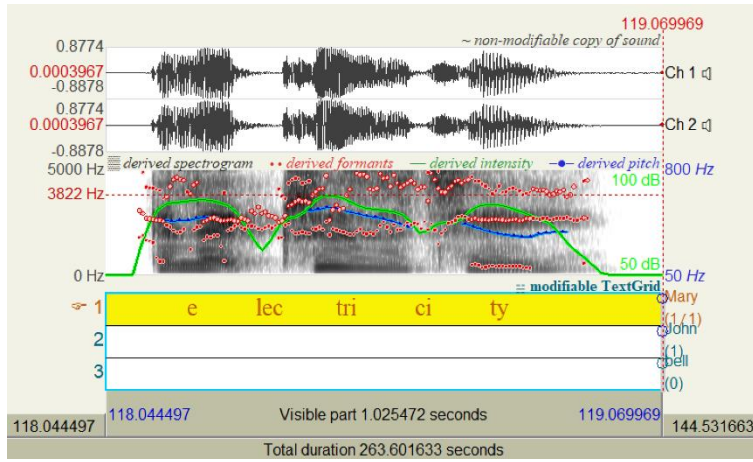 119.069969
0.8774
~ non-modifiable copy of sound
0.0003967
-0.8878
Ch 1
0.8774
0.0003967
-0.8878
Ch 2
5000 Hz
derived spectrogram
derived formants
derived intensity
derived pitch
800 Hz
3822 Hz
100 dB
0 Hz
50 dB
50 Hz
modifiable TextGrid
1
e lec tri ci ty
Mary
(1 / 1)
2
John
(1)
3
bell
(0)
118.044497
118.044497
Visible part 1.025472 seconds
119.069969
144.531663
Total duration 263.601633 seconds